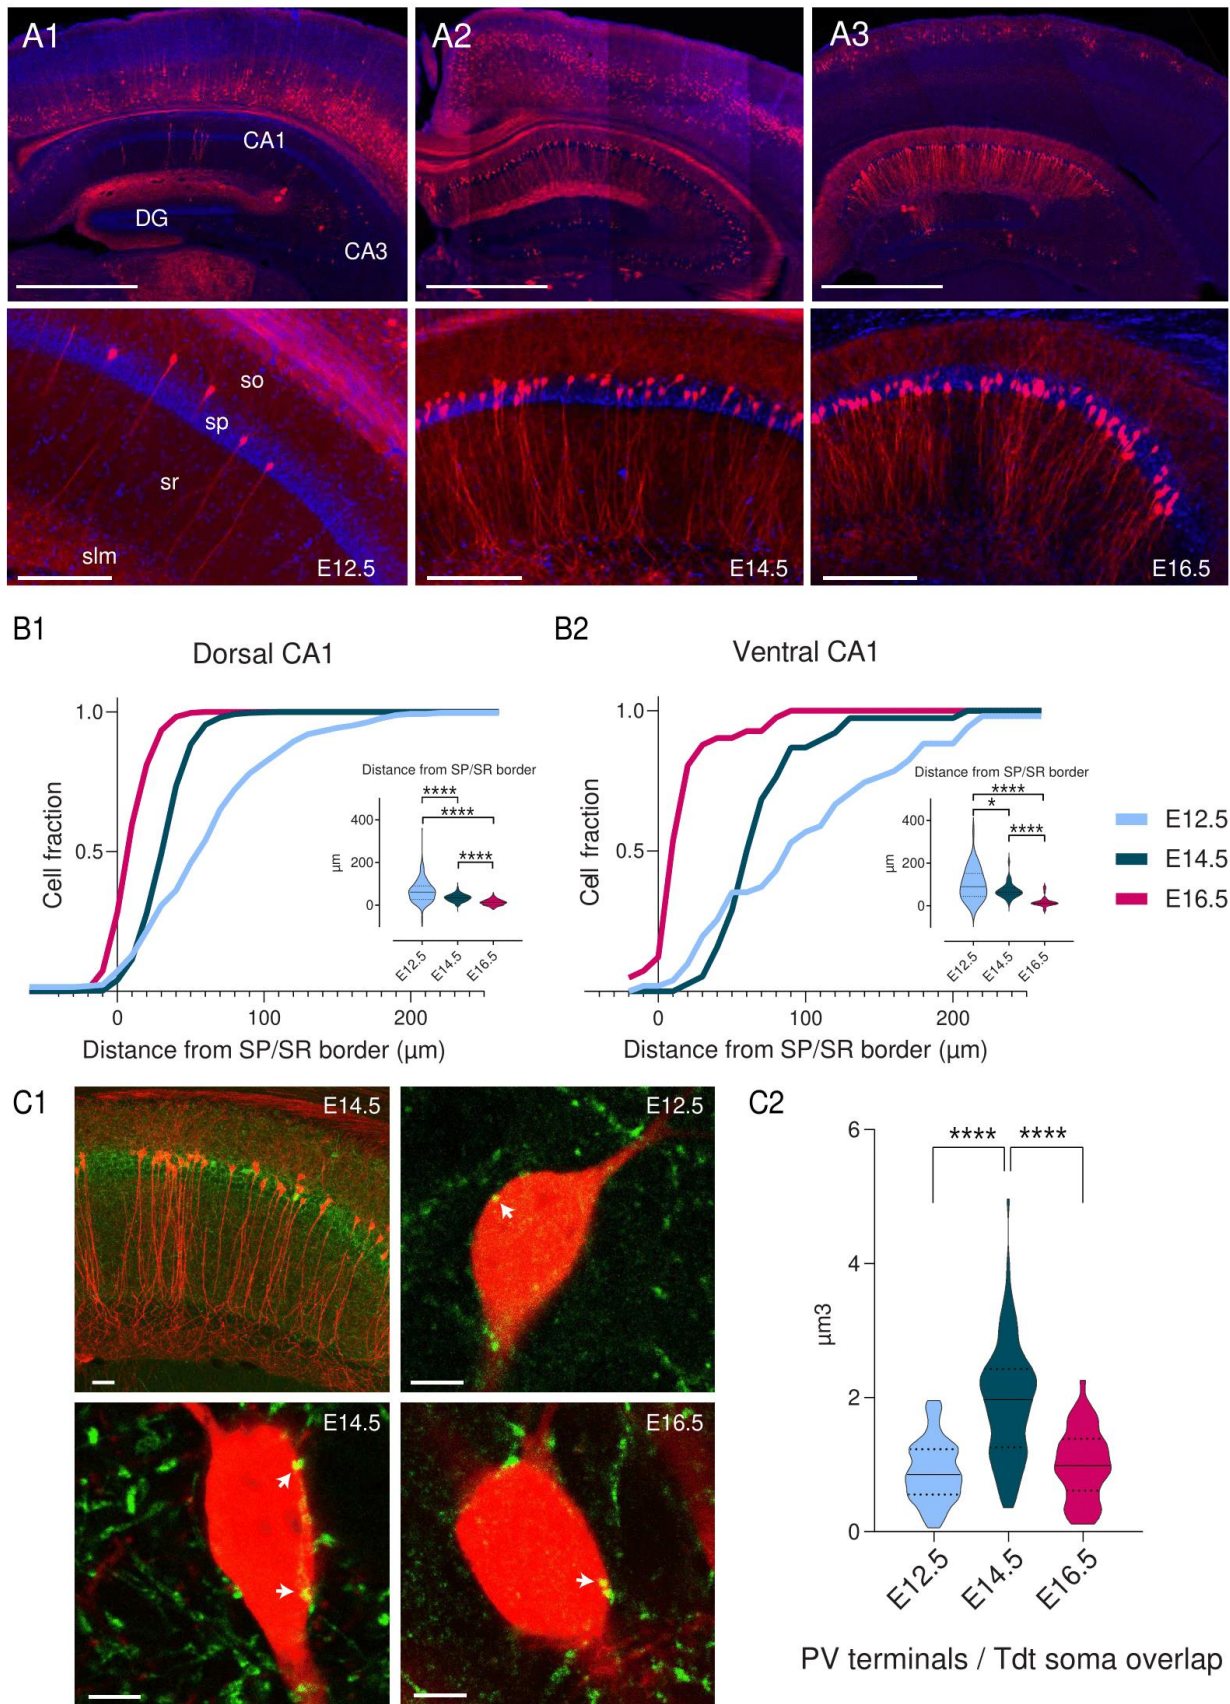 A1
A2
A3
CA1
DG
CA3
so
sp
sr
slm
E12.5
E14.5
E16.5
B1
Dorsal CA1
1.0
0.5
Cell fraction
0
100
200
Distance from SP/SR border (µm)
Distance from SP/SR border
****
****
****
400
200
0
µm
E12.5
E14.5
E16.5
B2
Ventral CA1
1.0
0.5
Cell fraction
0
100
200
Distance from SP/SR border (µm)
Distance from SP/SR border
****
*
****
400
200
0
µm
E12.5
E14.5
E16.5
E12.5
E14.5
E16.5
C1
E14.5
E12.5
E14.5
E16.5
C2
6
4
2
0
µm3
**** ****
E12.5
E14.5
E16.5
PV terminals / Tdt soma overlap